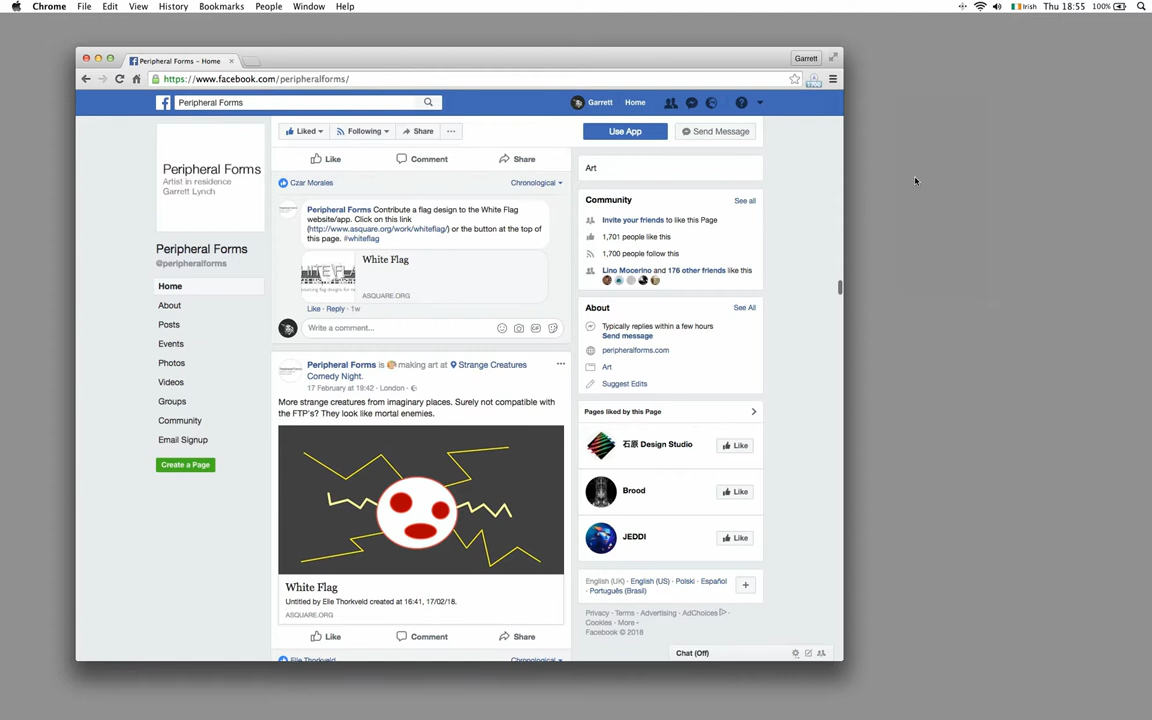 Chrome File Edit View History Bookmarks People Window Help
Irish Thu 18:55 100%
Peripheral Forms – Home
Garrett
https://www.facebook.com/peripheralforms/
Peripheral Forms
Garrett Home
Peripheral Forms
Artist in residence
Garrett Lynch
Peripheral Forms
@peripheralforms
Home
About
Posts
Events
Photos
Videos
Groups
Community
Email Signup
Create a Page
Liked Following Share
Use App Send Message
Like Comment Share
Czar Morales Chronological
Peripheral Forms Contribute a flag design to the White Flag
website/app. Click on this link
(http://www.asquare.org/work/whiteflag/) or the button at the top of
this page. #whiteflag
White Flag
ASQUARE.ORG
Like · Reply · 1w
Write a comment...
Peripheral Forms is making art at Strange Creatures
Comedy Night.
17 February at 19:42 · London ·
More strange creatures from imaginary places. Surely not compatible with
the FTP's? They look like mortal enemies.
White Flag
Untitled by Elle Thorkveld created at 16:41, 17/02/18.
ASQUARE.ORG
Like Comment Share
Elle Thorkveld Chronological
Art
Community See all
Invite your friends to like this Page
1,701 people like this
1,700 people follow this
Lino Mocerino and 176 other friends like this
About See All
Typically replies within a few hours
Send message
peripheralforms.com
Art
Suggest Edits
Pages liked by this Page
石原 Design Studio Like
Brood Like
JEDDI Like
English (UK) · English (US) · Polski · Español ·
Português (Brasil)
Privacy · Terms · Advertising · AdChoices ·
Cookies · More
Facebook © 2018
Chat (Off)